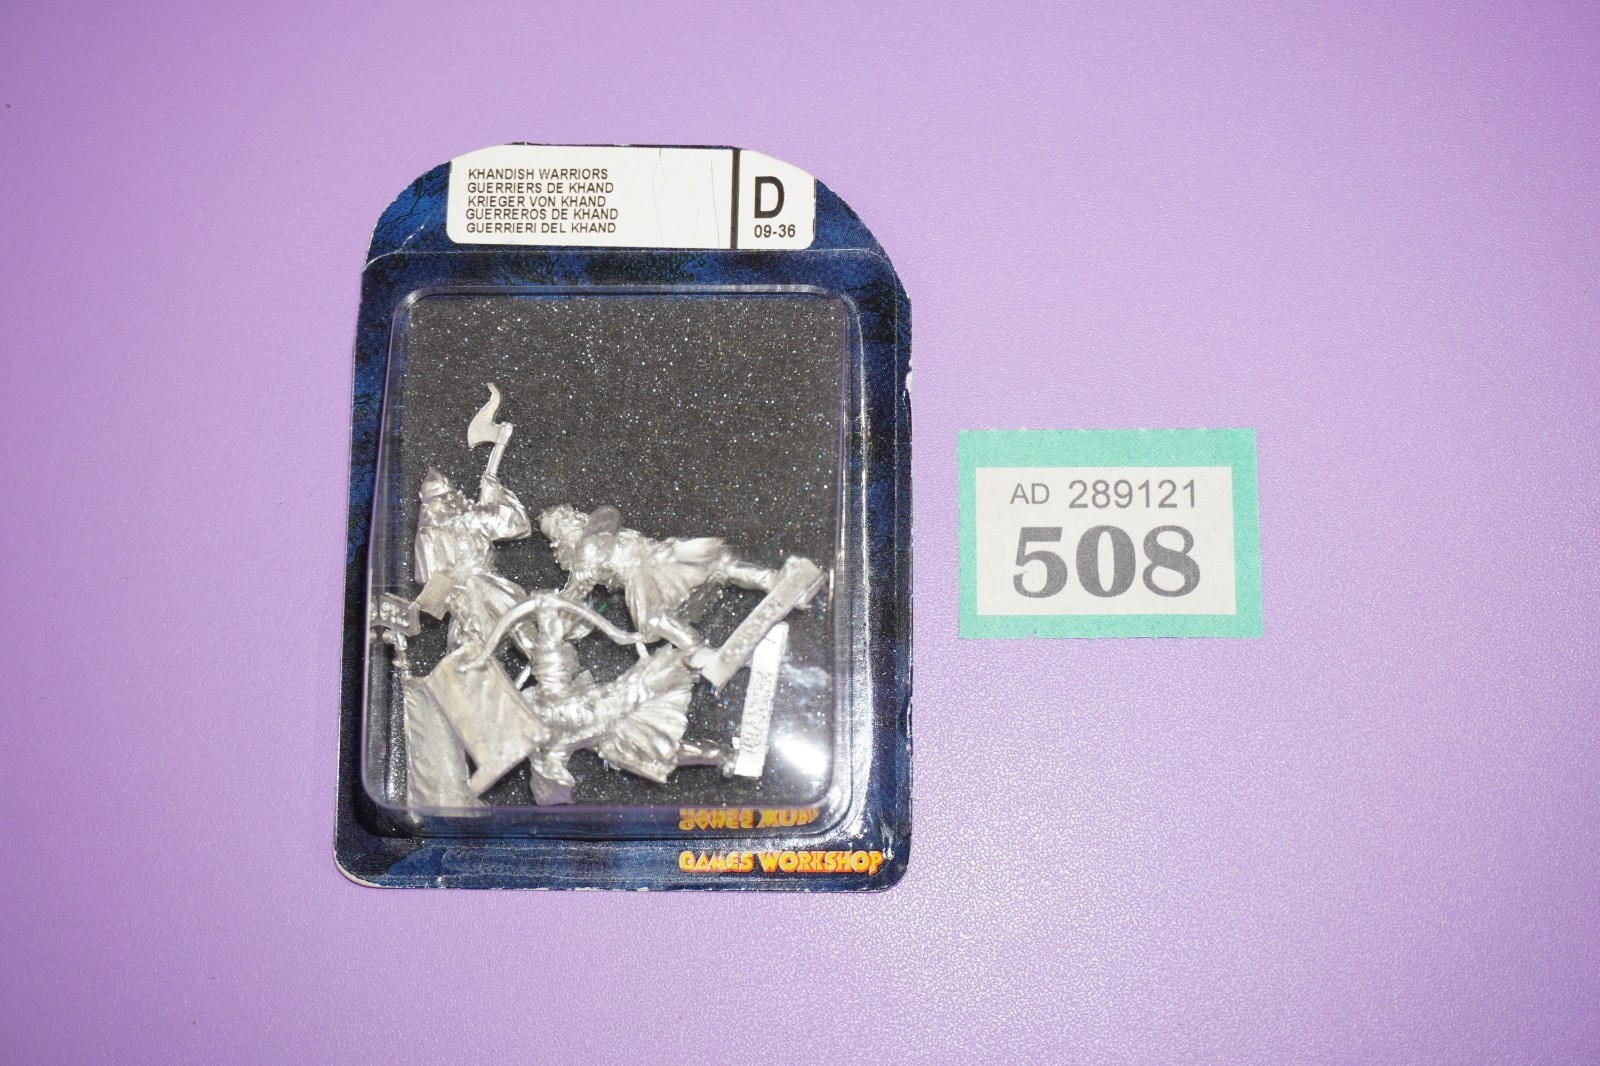 KHANDISH WARRIORS
GUERRIERS DE KHAND
KRIEGER VON KHAND
GUERREROS DE KHAND
GUERRIERI DEL KHAND
D
09-36
GAMES WORKSHOP
AD 289121
508